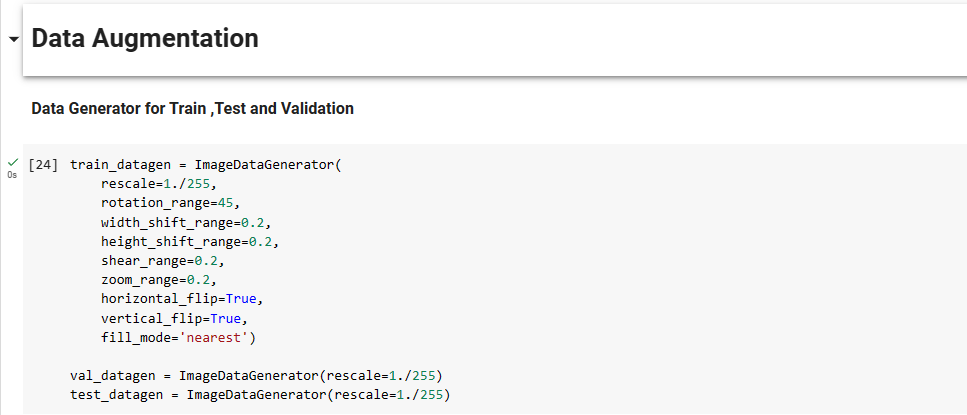 Data Augmentation
Data Generator for Train ,Test and Validation
[24] train_datagen = ImageDataGenerator(
0s
rescale=1./255,
rotation_range=45,
width_shift_range=0.2,
height_shift_range=0.2,
shear_range=0.2,
zoom_range=0.2,
horizontal_flip=True,
vertical_flip=True,
fill_mode='nearest')
val_datagen = ImageDataGenerator(rescale=1./255)
test_datagen = ImageDataGenerator(rescale=1./255)